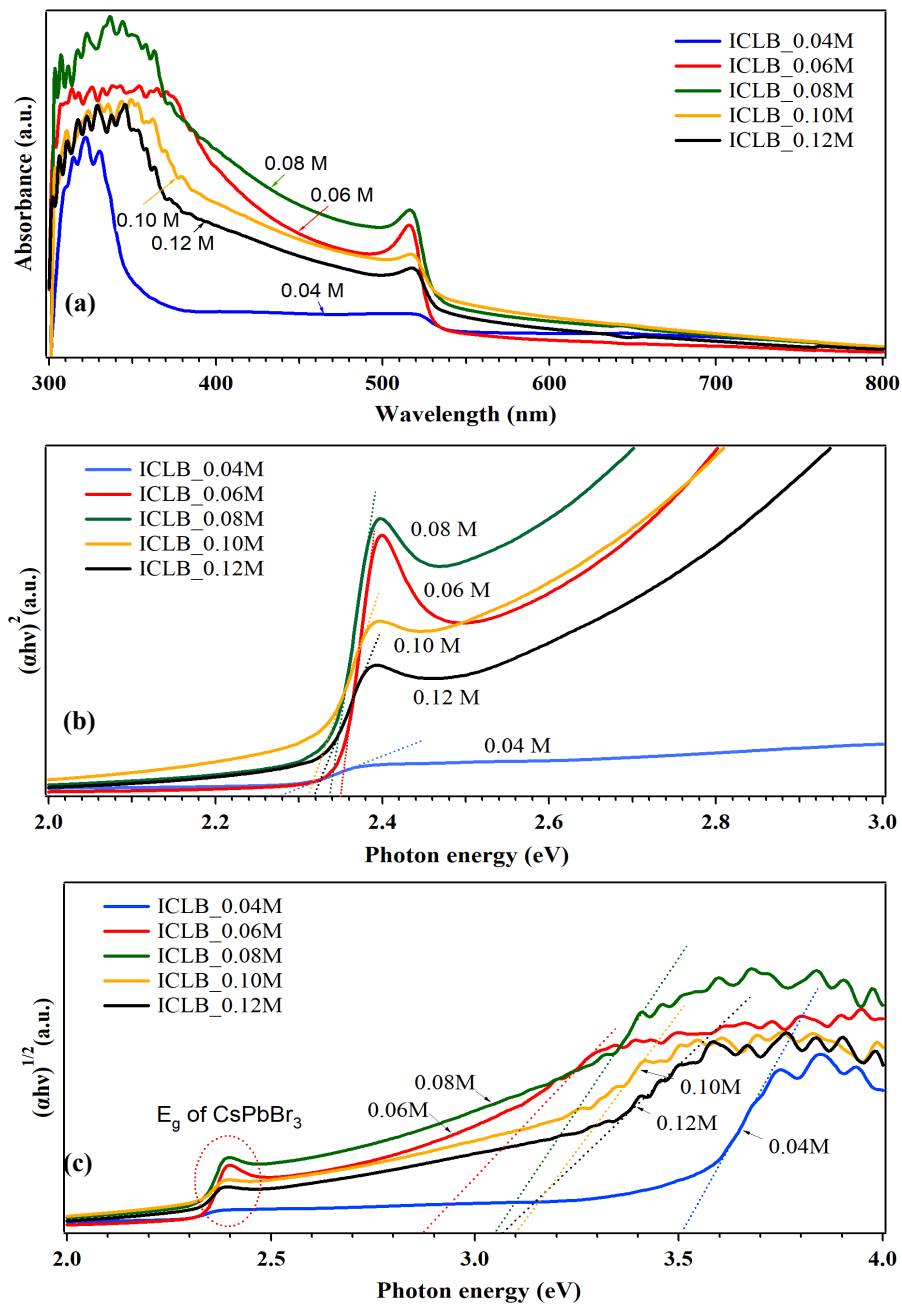 Absorbance (a.u.)
ICLB_0.04M
ICLB_0.06M
ICLB_0.08M
ICLB_0.10M
ICLB_0.12M
0.08 M
0.06 M
0.10 M
0.12 M
0.04 M
(a)
300
400
500
600
700
800
Wavelength (nm)
(αhν)²(a.u.)
ICLB_0.04M
ICLB_0.06M
ICLB_0.08M
ICLB_0.10M
ICLB_0.12M
0.08 M
0.06 M
0.10 M
0.12 M
0.04 M
(b)
2.0
2.2
2.4
2.6
2.8
3.0
Photon energy (eV)
(αhν)^1/2(a.u.)
ICLB_0.04M
ICLB_0.06M
ICLB_0.08M
ICLB_0.10M
ICLB_0.12M
Eg of CsPbBr₃
0.08M
0.06M
0.10M
0.12M
0.04M
(c)
2.0
2.5
3.0
3.5
4.0
Photon energy (eV)